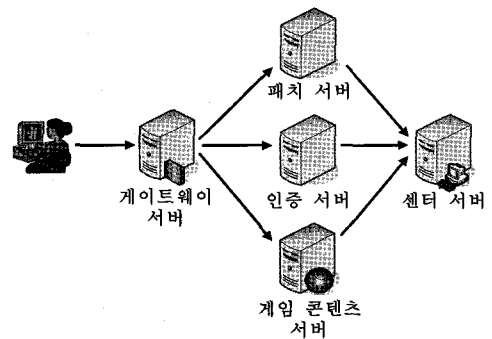 패치 서버
게이트웨이
서버
인증 서버
센터 서버
게임 콘텐츠
서버